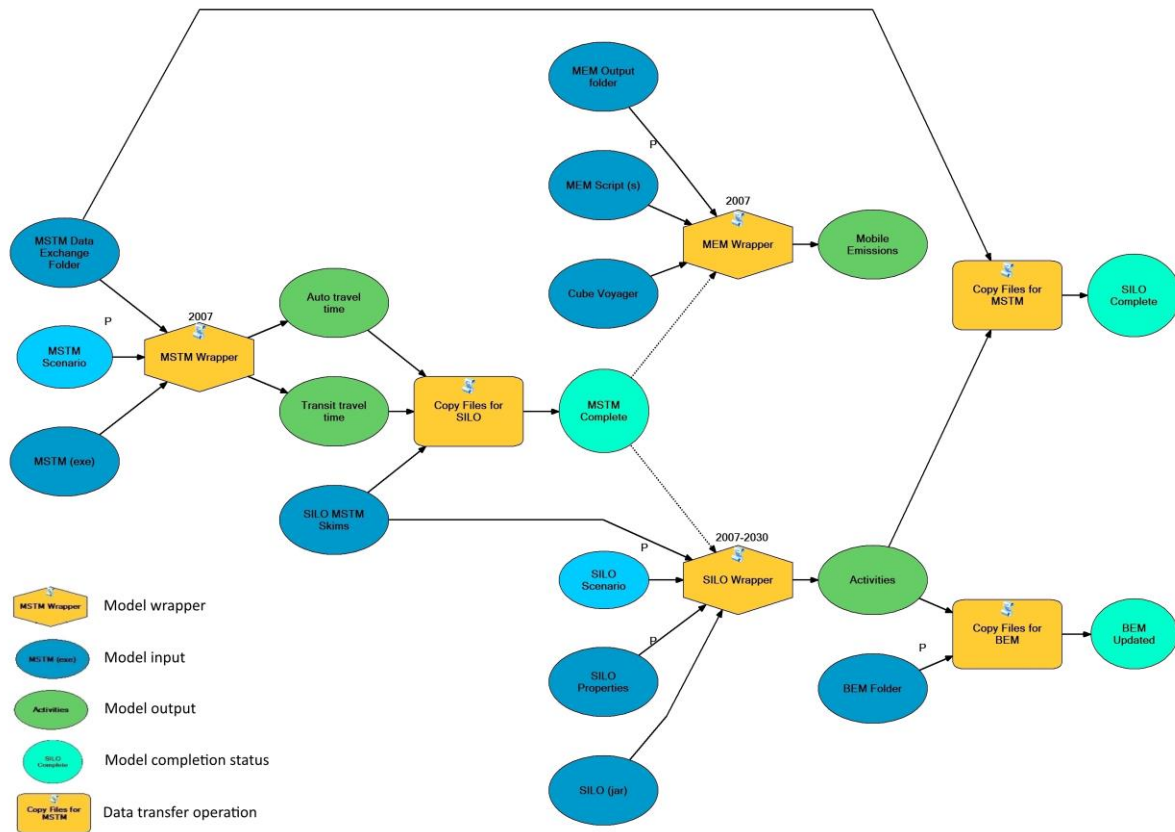 MEM Output
folder
P
MEM Script (s)
2007
MEM Wrapper
Mobile
Emissions
Cube Voyager
MSTM Data
Exchange
Folder
P
MSTM
Scenario
2007
MSTM Wrapper
MSTM (exe)
Auto travel
time
Transit travel
time
Copy Files for
SILO
MSTM
Complete
SILO MSTM
Skims
Copy Files for
MSTM
SILO
Complete
2007-2030
P
SILO
Scenario
SILO Wrapper
Activities
P
SILO
Properties
SILO (jar)
P
BEM Folder
Copy Files for
BEM
BEM
Updated
MSTM Wrapper
Model wrapper
MSTM (exe)
Model input
Activities
Model output
SILO
Complete
Model completion status
Copy Files for
MSTM
Data transfer operation